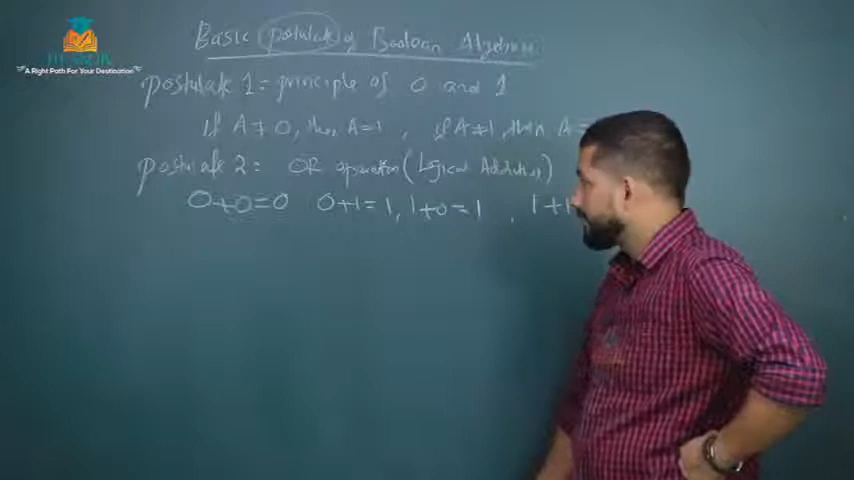 A Right Path For Your Destination
Basic postulate of Boolean Algebra
postulate 1 = principle of 0 and 1
if A ≠ 0, then A=1 , if A≠1, then A =
postulate 2 = OR operation (Logical Addition)
0+0=0 0+1=1, 1+0=1 , 1+1